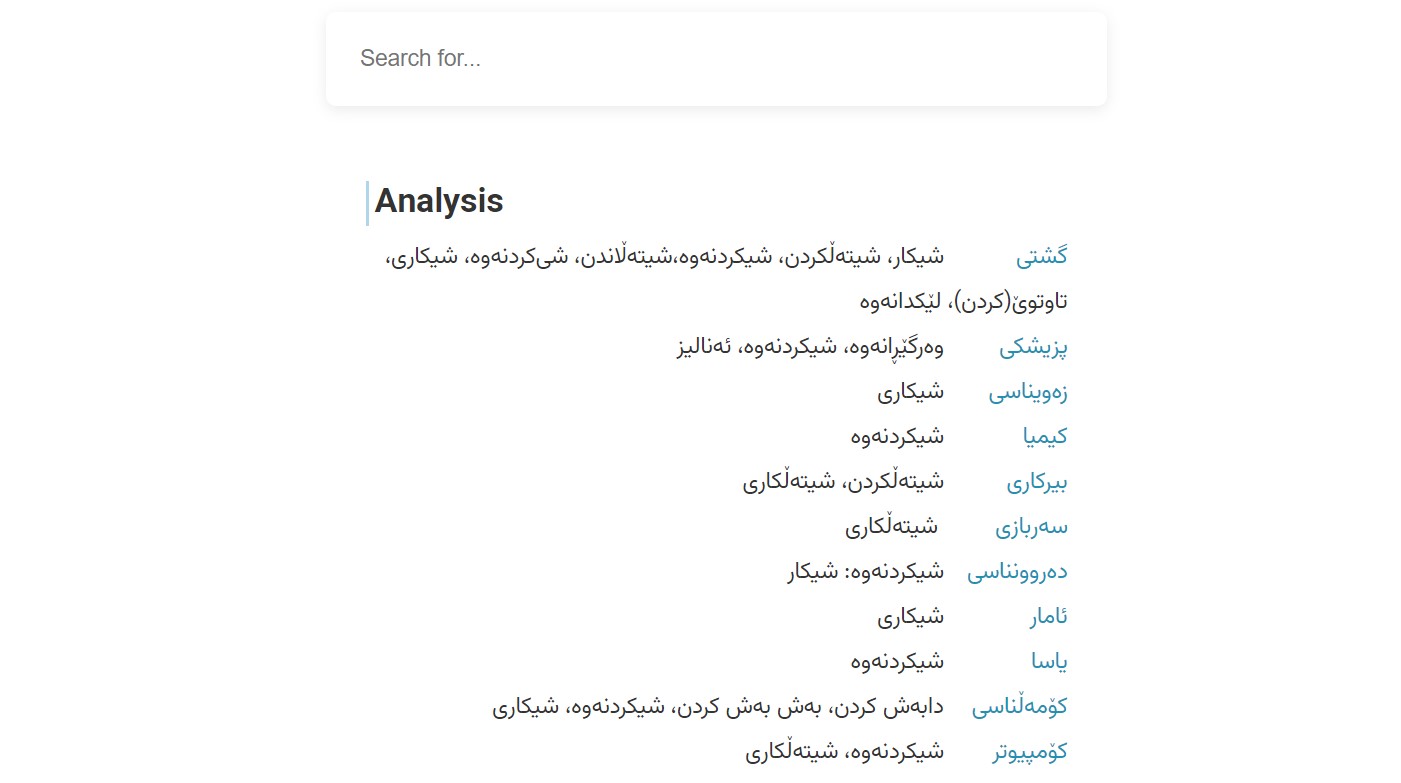 Search for...
Analysis
گشتی شیکار، شیتەڵکردن، شیکردنەوە،شیتەڵاندن، شی‌کردنەوە، شیکاری،
تاوتوێ(کردن)، لێکدانەوە
پزیشکی وەرگێڕانەوە، شیکردنەوە، ئەنالیز
زەویناسی شیکاری
کیمیا شیکردنەوە
بیرکاری شیتەڵکردن، شیتەڵکاری
سەربازی شیتەڵکاری
دەروونناسی شیکردنەوە: شیکار
ئامار شیکاری
یاسا شیکردنەوە
کۆمەڵناسی دابەش کردن، بەش بەش کردن، شیکردنەوە، شیکاری
کۆمپیوتر شیکردنەوە، شیتەڵکاری